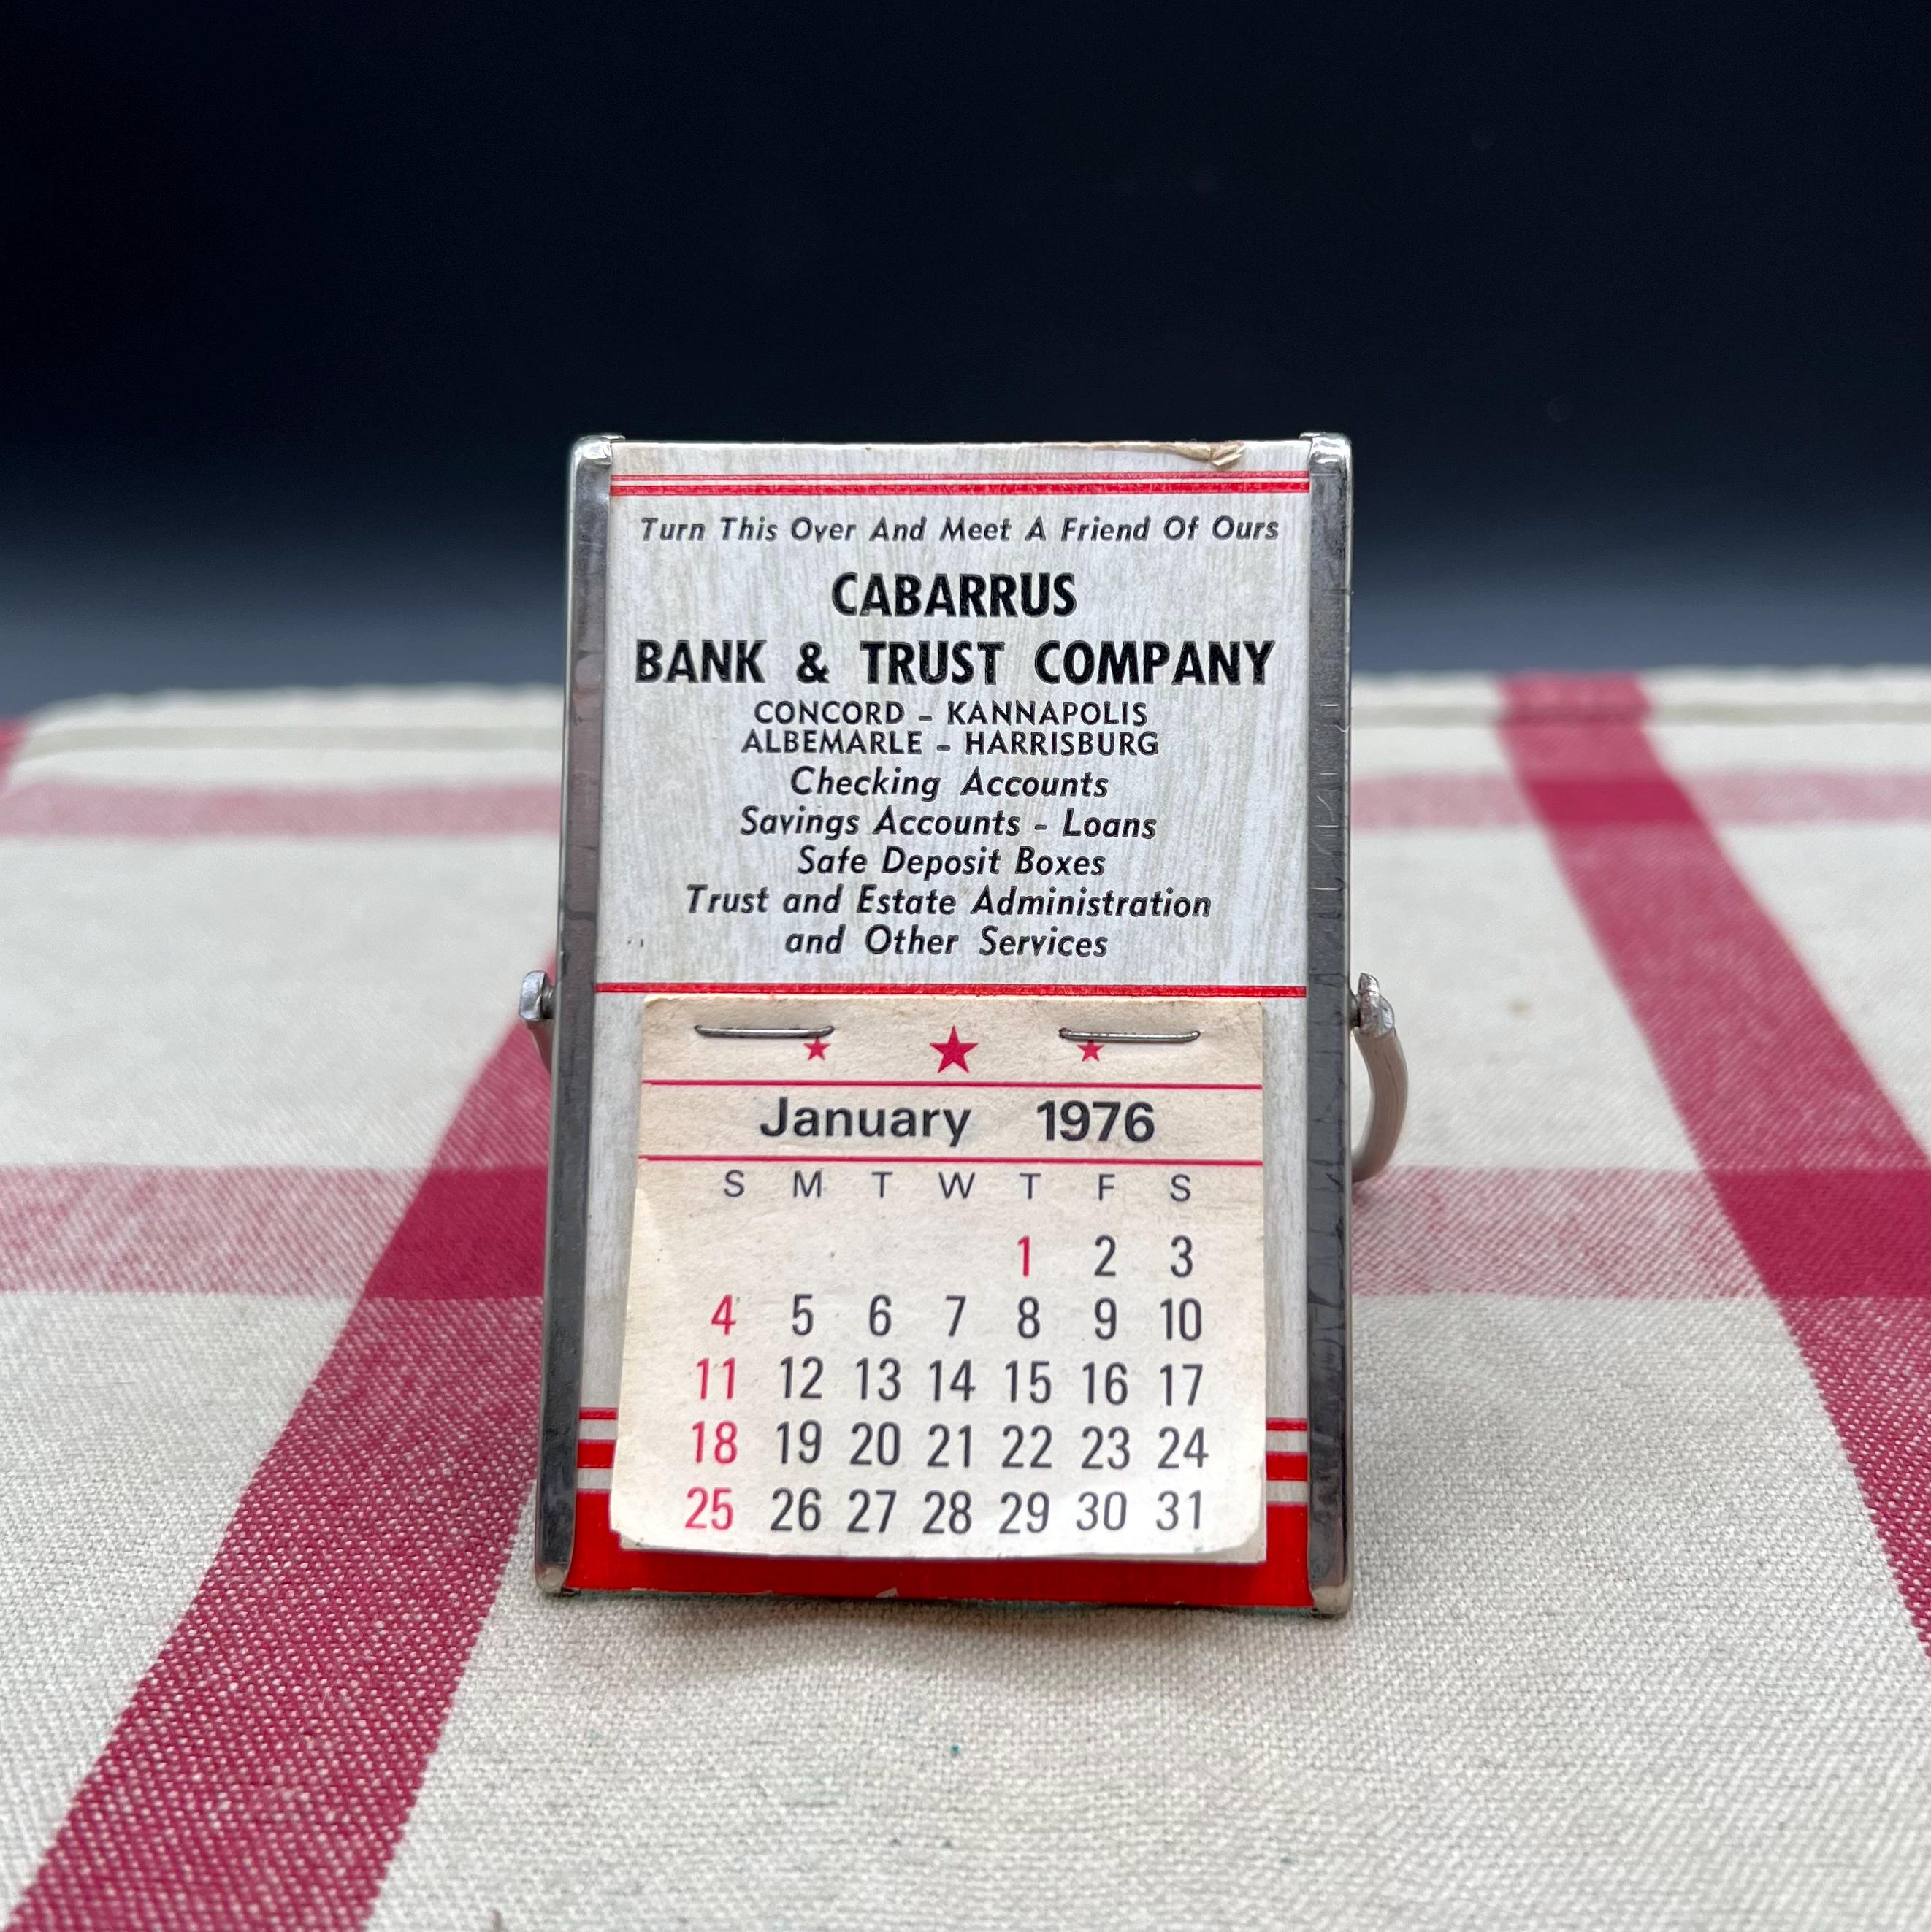 Turn This Over And Meet A Friend Of Ours
CABARRUS
BANK & TRUST COMPANY
CONCORD – KANNAPOLIS
ALBEMARLE – HARRISBURG
Checking Accounts
Savings Accounts - Loans
Safe Deposit Boxes
Trust and Estate Administration
and Other Services
January 1976
S M T W T F S
1 2 3
4 5 6 7 8 9 10
11 12 13 14 15 16 17
18 19 20 21 22 23 24
25 26 27 28 29 30 31